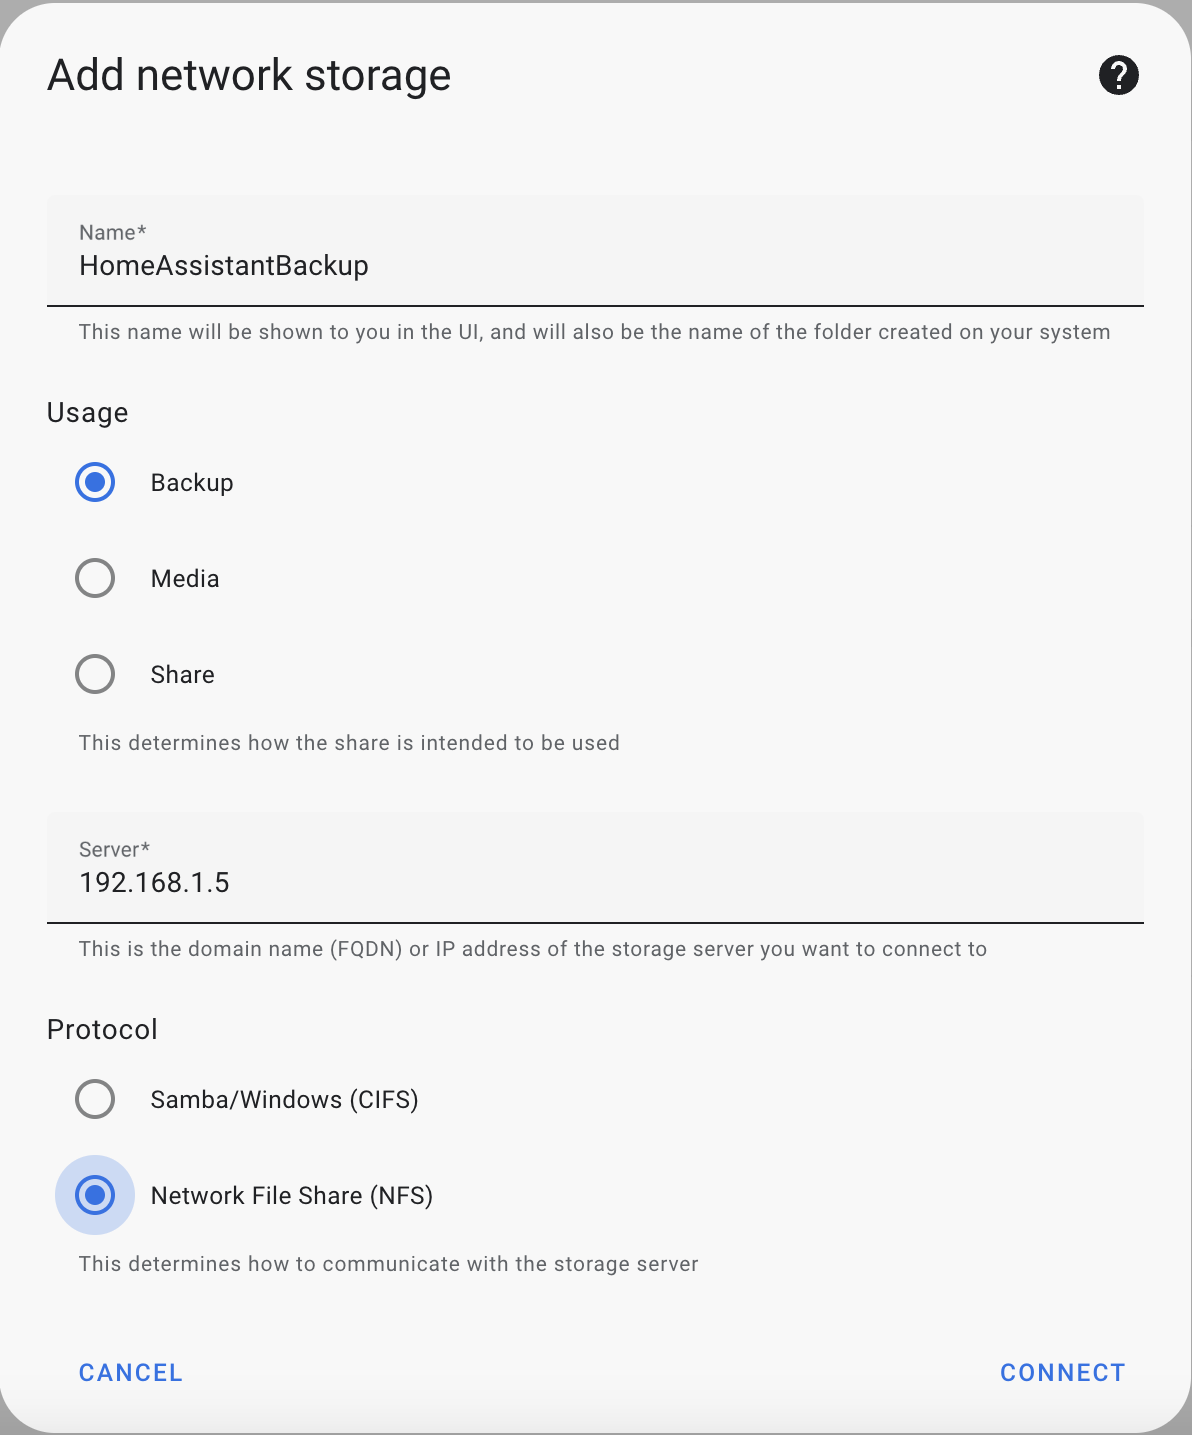 Add network storage
?
Name*
HomeAssistantBackup
This name will be shown to you in the UI, and will also be the name of the folder created on your system
Usage
Backup
Media
Share
This determines how the share is intended to be used
Server*
192.168.1.5
This is the domain name (FQDN) or IP address of the storage server you want to connect to
Protocol
Samba/Windows (CIFS)
Network File Share (NFS)
This determines how to communicate with the storage server
CANCEL
CONNECT